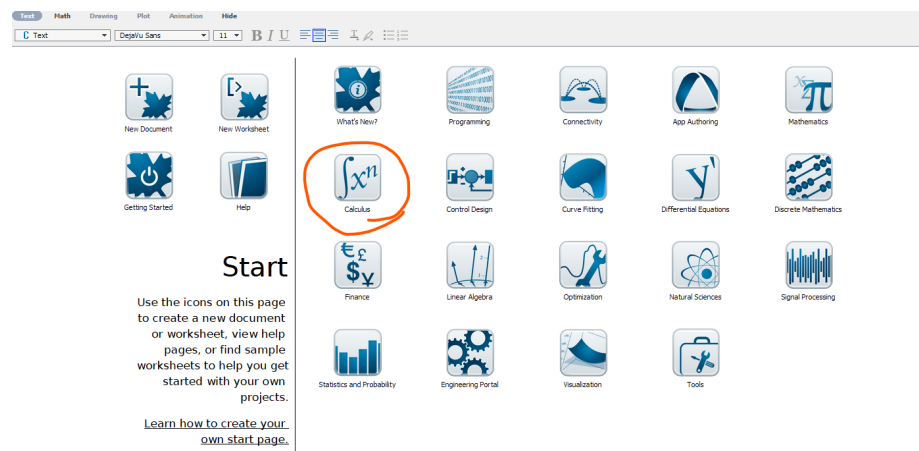 Text Math Drawing Plot Animation Hide
C Text DejaVu Sans 11 B I U
New Document New Worksheet What's New? Programming Connectivity App Authoring Mathematics
Getting Started Help Calculus Control Design Curve Fitting Differential Equations Discrete Mathematics
Finance Linear Algebra Optimization Natural Sciences Signal Processing
Statistics and Probability Engineering Portal Visualization Tools
Start
Use the icons on this page
to create a new document
or worksheet, view help
pages, or find sample
worksheets to help you get
started with your own
projects.
Learn how to create your
own start page.